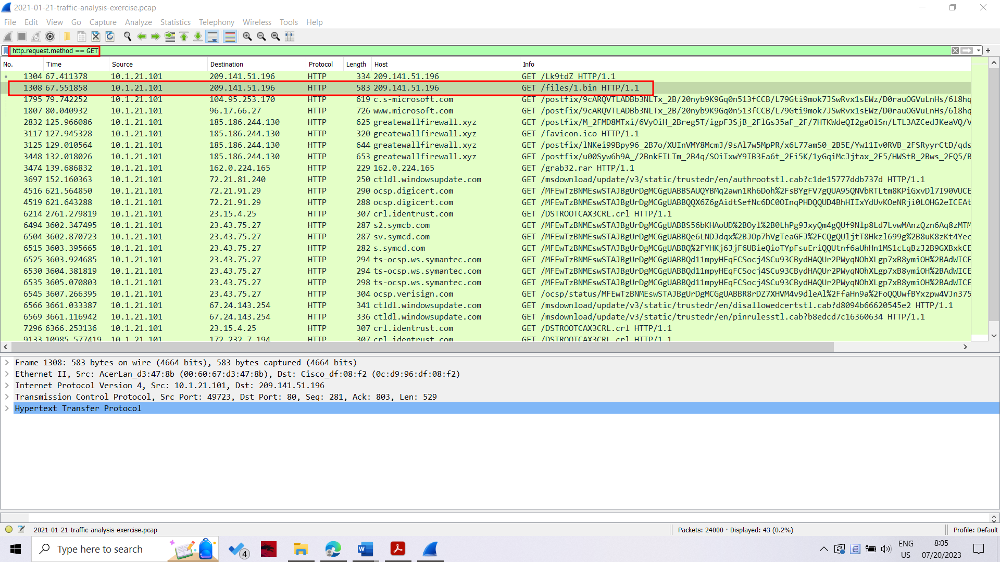 2021-01-21-traffic-analysis-exercise.pcap
File Edit View Go Capture Analyze Statistics Telephony Wireless Tools Help
http.request.method == GET
No. Time Source Destination Protocol Length Host Info
1304 67.411378 10.1.21.101 209.141.51.196 HTTP 334 209.141.51.196 GET /Lk9tdZ HTTP/1.1
1308 67.551858 10.1.21.101 209.141.51.196 HTTP 583 209.141.51.196 GET /files/1.bin HTTP/1.1
1795 79.742252 10.1.21.101 104.95.253.170 HTTP 619 c.s-microsoft.com GET /postfix/9cARQVTLADBb3NLTx_2B/20nyb9K9Gq0n513fCCB/L79Gti9mok7JSwRvx1sEWz/D0rauOGVuLnHs/6l8hq
1807 80.040932 10.1.21.101 96.17.66.27 HTTP 726 www.microsoft.com GET /postfix/9cARQVTLADBb3NLTx_2B/20nyb9K9Gq0n513fCCB/L79Gti9mok7JSwRvx1sEWz/D0rauOGVuLnHs/6l8hq
2832 125.966086 10.1.21.101 185.186.244.130 HTTP 625 greatewallfirewall.xyz GET /postfix/M_2FMD8MTxi/6VyOiH_2Breg5T/igpF3SjB_2FlGs35aF_2F/7HTKWdeQI2gaOlSn/LTL3AZCedJKeaVQ/V
3117 127.945328 10.1.21.101 185.186.244.130 HTTP 320 greatewallfirewall.xyz GET /favicon.ico HTTP/1.1
3125 129.010564 10.1.21.101 185.186.244.130 HTTP 644 greatewallfirewall.xyz GET /postfix/lNKei99Bpy96_2B7o/XUInVMY8McmJ/9sAl7w5MpPR/x6L77amS0_2B5E/Yw11Iv0RVB_2FSRyyrCtD/qds
3448 132.018026 10.1.21.101 185.186.244.130 HTTP 653 greatewallfirewall.xyz GET /postfix/u00Syw6h9A_/2BnkEILTm_2B4q/SOiIxwY9IB3Ea6t_2Fi5K/1yGqiMcJjtax_2F5/HWStB_2Bws_2FQ5/B
3474 139.686832 10.1.21.101 162.0.224.165 HTTP 229 162.0.224.165 GET /grab32.rar HTTP/1.1
3697 152.160363 10.1.21.101 72.21.81.240 HTTP 250 ctldl.windowsupdate.com GET /msdownload/update/v3/static/trustedr/en/authrootstl.cab?c1de15777ddb737d HTTP/1.1
4516 621.564850 10.1.21.101 72.21.91.29 HTTP 290 ocsp.digicert.com GET /MFEwTzBNMEswSTAJBgUrDgMCGgUABBSAUQYBMq2awn1Rh6Doh%2FsBYgFV7gQUA95QNVbRTLtm8KPiGxvDl7I90VUCE
4519 621.643288 10.1.21.101 72.21.91.29 HTTP 288 ocsp.digicert.com GET /MFEwTzBNMEswSTAJBgUrDgMCGgUABBQQX6Z6gAidtSefNc6DC0OInqPHDQQUD4BhHIIxYdUvKOeNRji0LOHG2eICEAt
6214 2761.279819 10.1.21.101 23.15.4.25 HTTP 307 crl.identrust.com GET /DSTROOTCAX3CRL.crl HTTP/1.1
6494 3602.347495 10.1.21.101 23.43.75.27 HTTP 287 s2.symcb.com GET /MFEwTzBNMEswSTAJBgUrDgMCGgUABBS56bKHAoUD%2BOyl%2B0LhPg9JxyQm4gQUf9Nlp8Ld7LvwMAnzQzn6Aq8zMTM
6504 3602.870723 10.1.21.101 23.43.75.27 HTTP 287 sv.symcd.com GET /MFEwTzBNMEswSTAJBgUrDgMCGgUABBQe6LNDJdqx%2BJOp7hVgTeaGFJ%2FCQgQUljtT8Hkzl699g%2B8uK8zKt4Yec
6515 3603.395665 10.1.21.101 23.43.75.27 HTTP 282 s.symcd.com GET /MFEwTzBNMEswSTAJBgUrDgMCGgUABBQ%2FYHKj6JjF6UBieQioTYpFsuEriQQUtnf6aUhHn1MS1cLqBzJ2B9GXBxkCE
6525 3603.924685 10.1.21.101 23.43.75.27 HTTP 294 ts-ocsp.ws.symantec.com GET /MFEwTzBNMEswSTAJBgUrDgMCGgUABBQd11mpyHEqFCSocj4SCu93CBydHAQUr2PWyqNOhXLgp7xB8ymiOH%2BAdWICE
6530 3604.381819 10.1.21.101 23.43.75.27 HTTP 294 ts-ocsp.ws.symantec.com GET /MFEwTzBNMEswSTAJBgUrDgMCGgUABBQd11mpyHEqFCSocj4SCu93CBydHAQUr2PWyqNOhXLgp7xB8ymiOH%2BAdWICE
6535 3605.070803 10.1.21.101 23.43.75.27 HTTP 298 ts-ocsp.ws.symantec.com GET /MFEwTzBNMEswSTAJBgUrDgMCGgUABBQd11mpyHEqFCSocj4SCu93CBydHAQUr2PWyqNOhXLgp7xB8ymiOH%2BAdWICE
6545 3607.266395 10.1.21.101 23.43.75.27 HTTP 304 ocsp.verisign.com GET /ocsp/status/MFEwTzBNMEswSTAJBgUrDgMCGgUABBR8rDZ7XHVM4v9dleAl%2FfaHn9a%2FoQQUwfBYxzpw4VJn375
6566 3661.033387 10.1.21.101 67.24.143.254 HTTP 341 ctldl.windowsupdate.com GET /msdownload/update/v3/static/trustedr/en/disallowedcertstl.cab?d8094b66620545e2 HTTP/1.1
6569 3661.116942 10.1.21.101 67.24.143.254 HTTP 336 ctldl.windowsupdate.com GET /msdownload/update/v3/static/trustedr/en/pinrulesstl.cab?b8edcd7c16360634 HTTP/1.1
7296 6366.253136 10.1.21.101 23.15.4.25 HTTP 307 crl.identrust.com GET /DSTROOTCAX3CRL.crl HTTP/1.1
9133 10985.577419 10.1.21.101 172.232.7.194 HTTP 307 crl.identrust.com GET /DSTROOTCAX3CRL.crl HTTP/1.1
Frame 1308: 583 bytes on wire (4664 bits), 583 bytes captured (4664 bits)
Ethernet II, Src: AcerLan_d3:47:8b (00:60:67:d3:47:8b), Dst: Cisco_df:08:f2 (0c:d9:96:df:08:f2)
Internet Protocol Version 4, Src: 10.1.21.101, Dst: 209.141.51.196
Transmission Control Protocol, Src Port: 49723, Dst Port: 80, Seq: 281, Ack: 803, Len: 529
Hypertext Transfer Protocol
2021-01-21-traffic-analysis-exercise.pcap Packets: 24000 · Displayed: 43 (0.2%) Profile: Default
Type here to search 4 ENG 8:05
US 07/20/2023